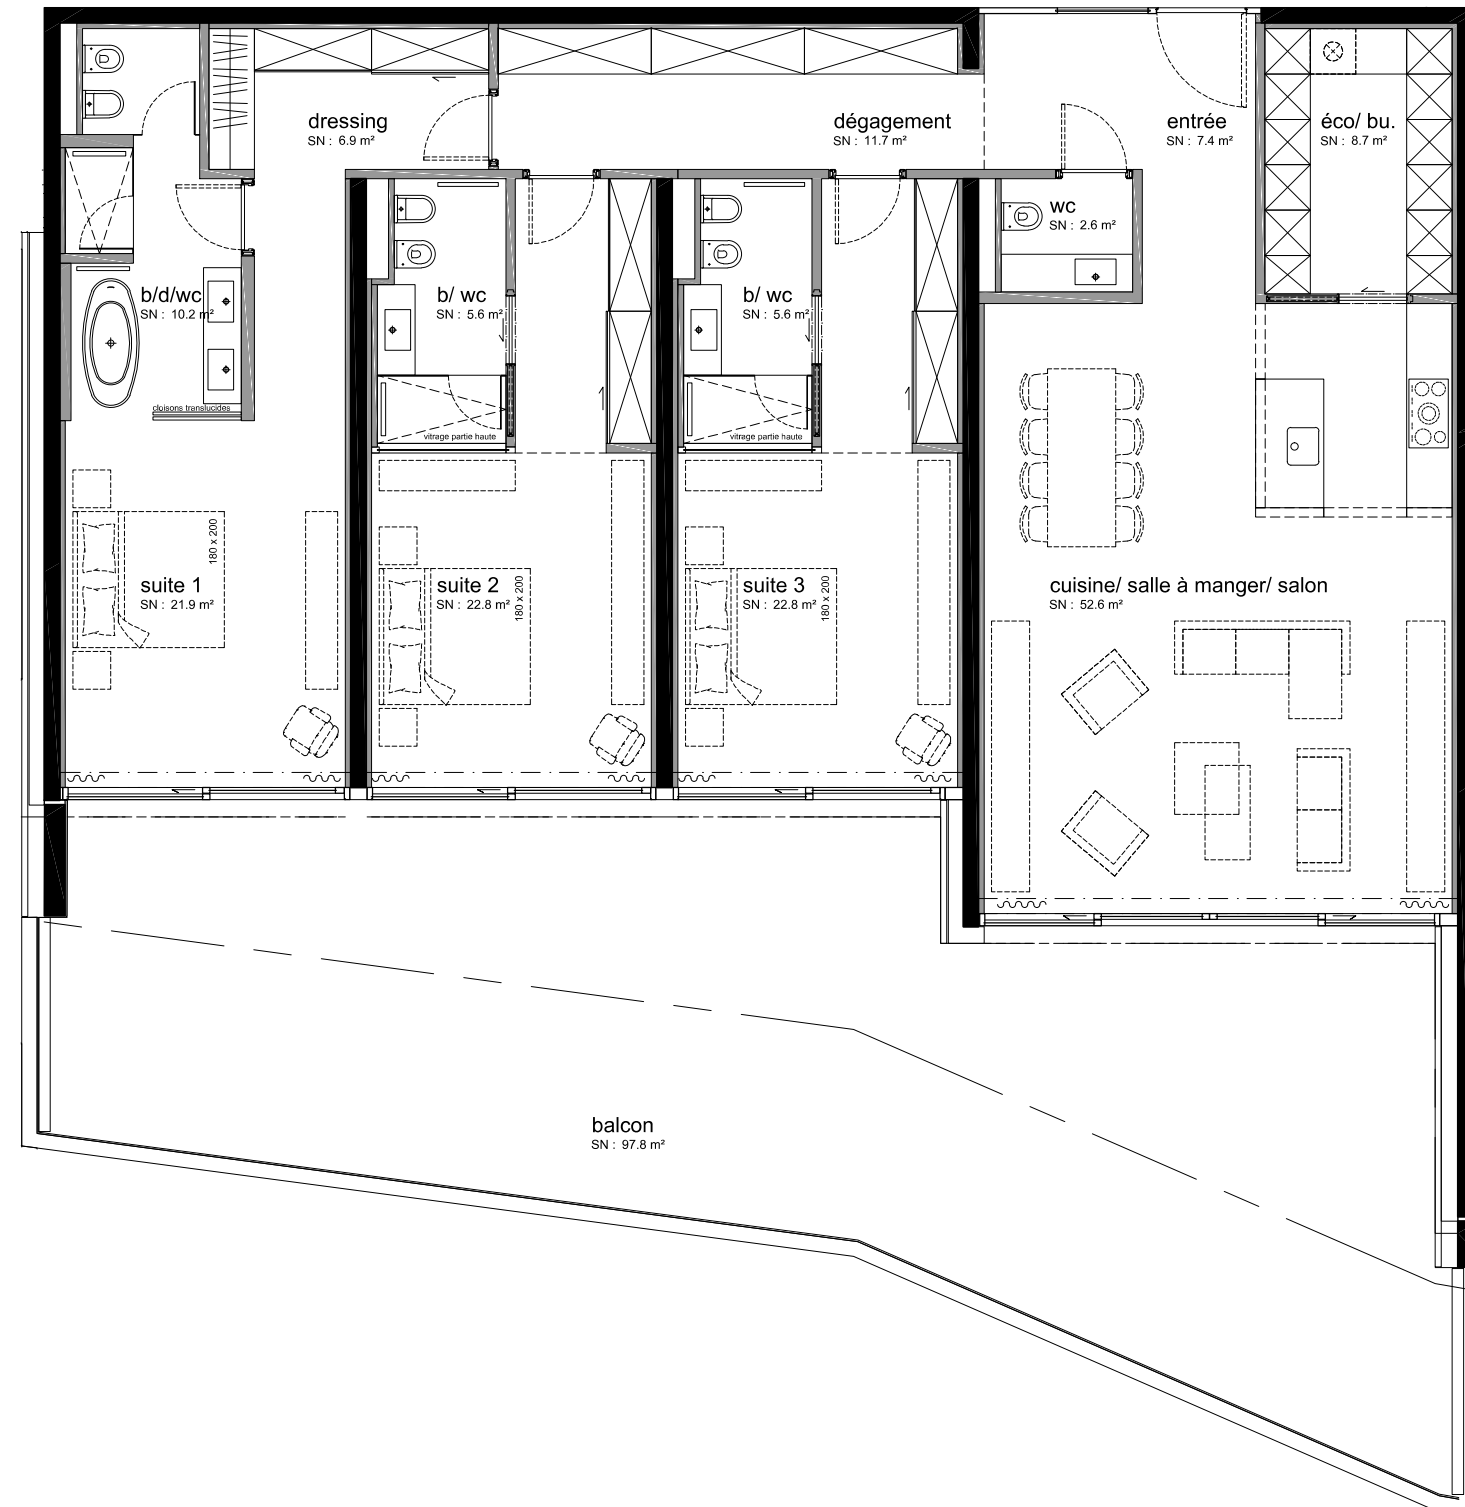 dressing
SN : 6.9 m²
dégagement
SN : 11.7 m²
entrée
SN : 7.4 m²
éco/ bu.
SN : 8.7 m²
wc
SN : 2.6 m²
b/d/wc
SN : 10.2 m²
b/ wc
SN : 5.6 m²
b/ wc
SN : 5.6 m²
cloisons translucides
vitrage partie haute
vitrage partie haute
180 x 200
suite 1
SN : 21.9 m²
180 x 200
suite 2
SN : 22.8 m²
180 x 200
suite 3
SN : 22.8 m²
cuisine/ salle à manger/ salon
SN : 52.6 m²
balcon
SN : 97.8 m²